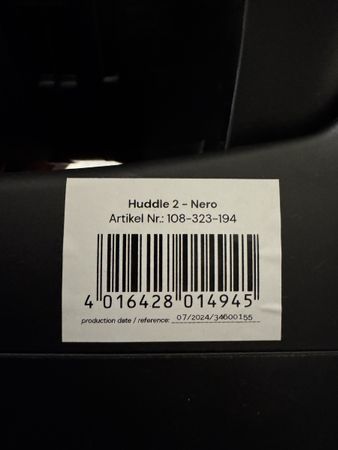 Huddle 2 - Nero
Artikel Nr.: 108-323-194
4 016428 014945
production date / reference: 07/2024/34600155